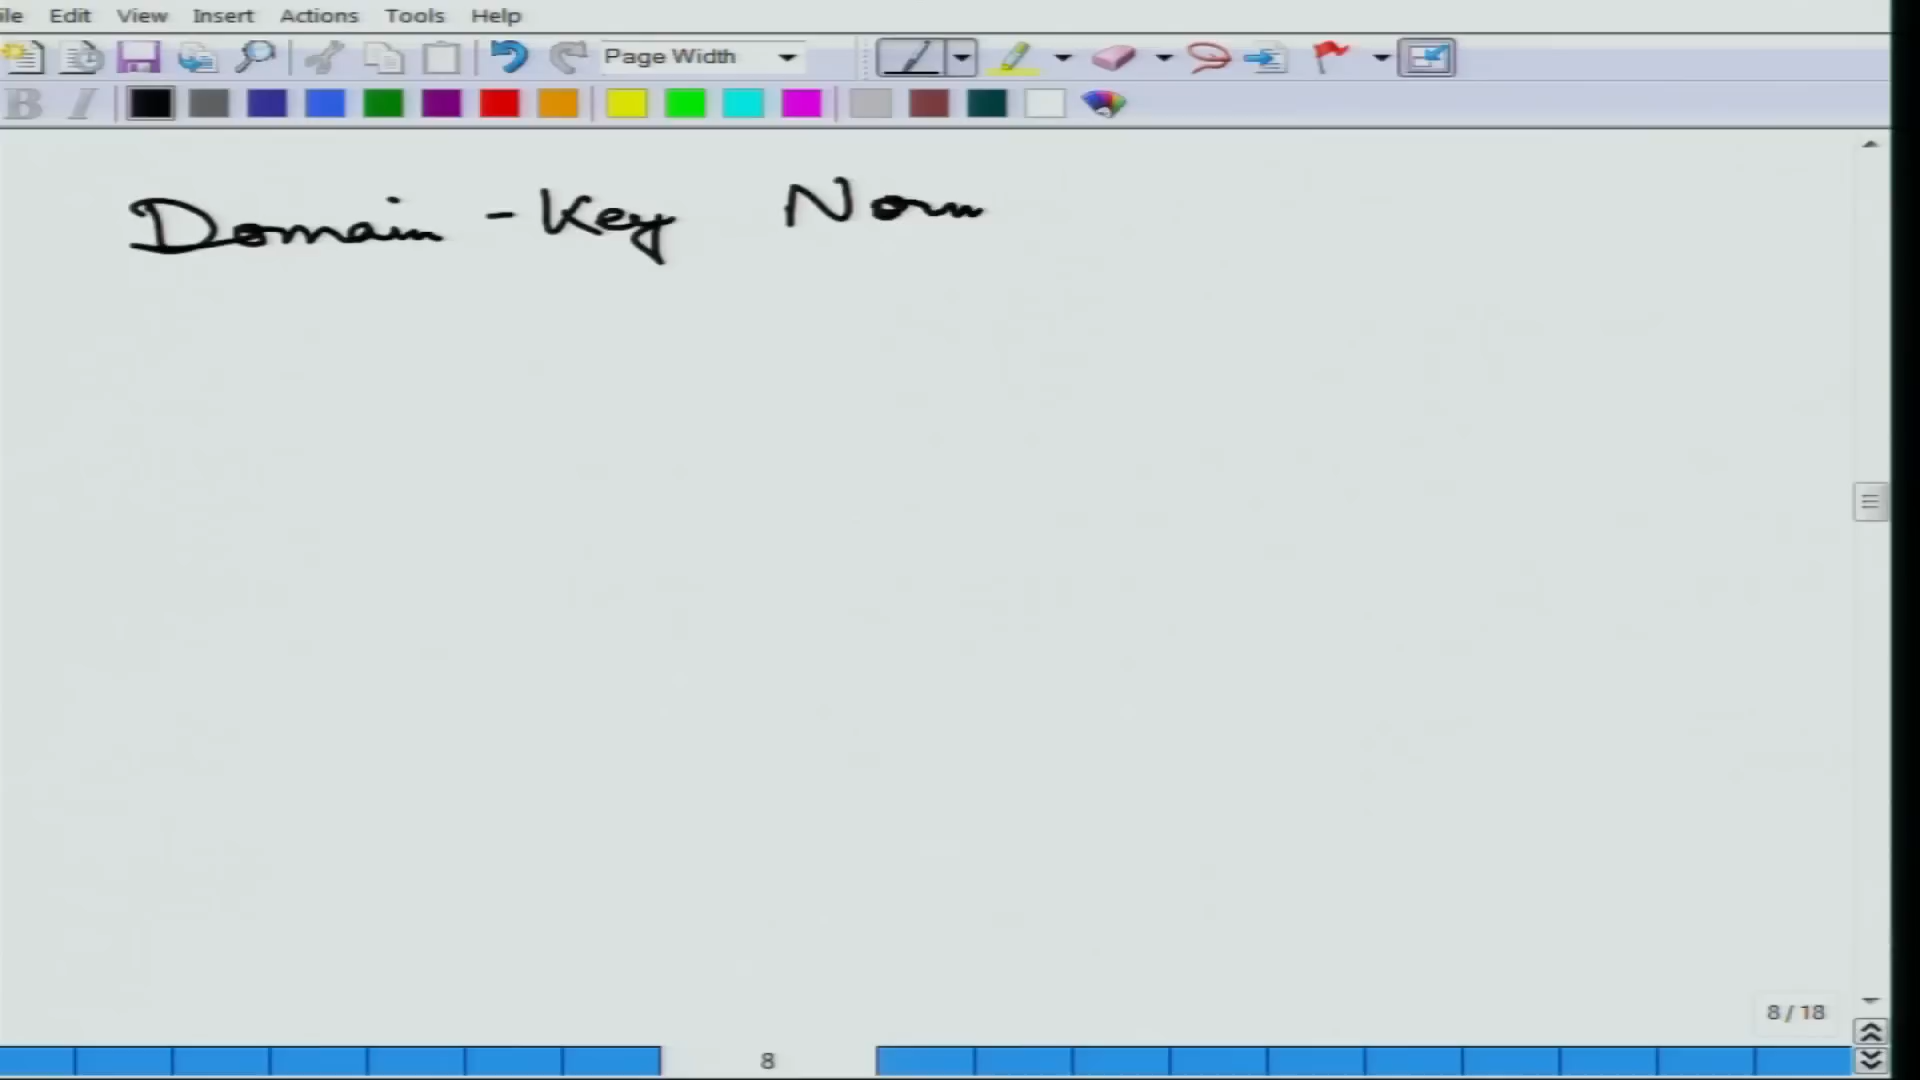 ile Edit View Insert Actions Tools Help
Page Width
B I
Domain - Key Norm
8 / 18
8